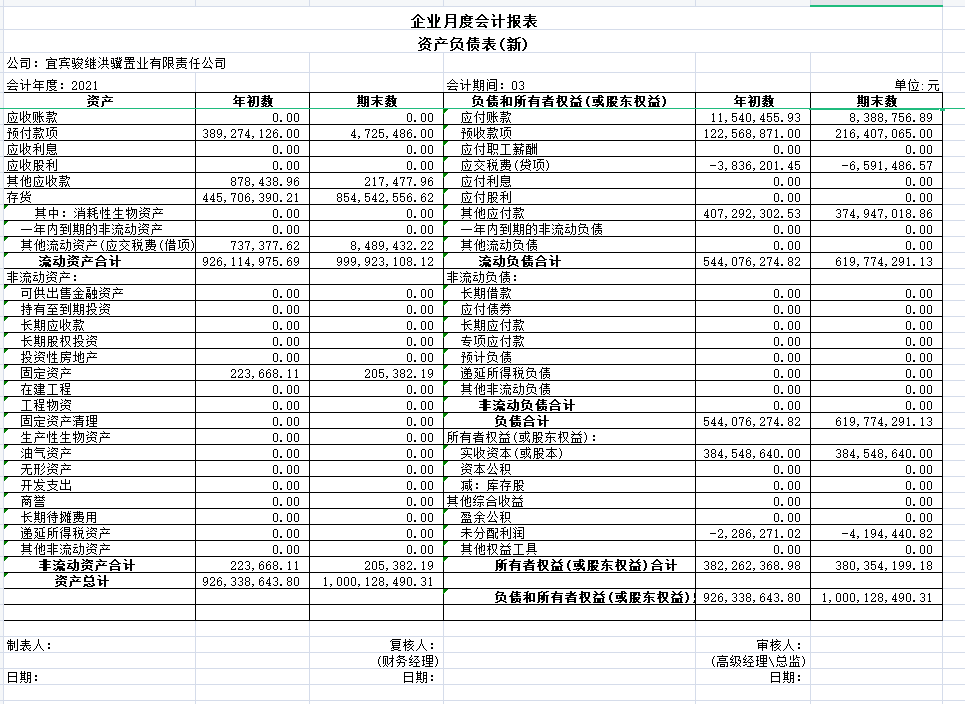 企业月度会计报表
资产负债表(新)
公司：宜宾骏继洪骥置业有限责任公司
会计年度：2021 会计期间：03 单位:元
资产 年初数 期末数 负债和所有者权益(或股东权益) 年初数 期末数
应收账款 0.00 0.00 应付账款 11,540,455.93 8,388,756.89
预付款项 389,274,126.00 4,725,486.00 预收款项 122,568,871.00 216,407,065.00
应收利息 0.00 0.00 应付职工薪酬 0.00 0.00
应收股利 0.00 0.00 应交税费(贷项) -3,836,201.45 -6,591,486.57
其他应收款 878,438.96 217,477.96 应付利息 0.00 0.00
存货 445,706,390.21 854,542,556.62 应付股利 0.00 0.00
其中：消耗性生物资产 0.00 0.00 其他应付款 407,292,302.53 374,947,018.86
一年内到期的非流动资产 0.00 0.00 一年内到期的非流动负债 0.00 0.00
其他流动资产(应交税费(借项) 737,377.62 8,489,432.22 其他流动负债 0.00 0.00
流动资产合计 926,114,975.69 999,923,108.12 流动负债合计 544,076,274.82 619,774,291.13
非流动资产： 非流动负债：
可供出售金融资产 0.00 0.00 长期借款 0.00 0.00
持有至到期投资 0.00 0.00 应付债券 0.00 0.00
长期应收款 0.00 0.00 长期应付款 0.00 0.00
长期股权投资 0.00 0.00 专项应付款 0.00 0.00
投资性房地产 0.00 0.00 预计负债 0.00 0.00
固定资产 223,668.11 205,382.19 递延所得税负债 0.00 0.00
在建工程 0.00 0.00 其他非流动负债 0.00 0.00
工程物资 0.00 0.00 非流动负债合计 0.00 0.00
固定资产清理 0.00 0.00 负债合计 544,076,274.82 619,774,291.13
生产性生物资产 0.00 0.00 所有者权益(或股东权益)：
油气资产 0.00 0.00 实收资本(或股本) 384,548,640.00 384,548,640.00
无形资产 0.00 0.00 资本公积 0.00 0.00
开发支出 0.00 0.00 减：库存股 0.00 0.00
商誉 0.00 0.00 其他综合收益 0.00 0.00
长期待摊费用 0.00 0.00 盈余公积 0.00 0.00
递延所得税资产 0.00 0.00 未分配利润 -2,286,271.02 -4,194,440.82
其他非流动资产 0.00 0.00 其他权益工具 0.00 0.00
非流动资产合计 223,668.11 205,382.19 所有者权益(或股东权益)合计 382,262,368.98 380,354,199.18
资产总计 926,338,643.80 1,000,128,490.31
负债和所有者权益(或股东权益) 926,338,643.80 1,000,128,490.31
制表人： 复核人： 审核人：
(财务经理) (高级经理\总监)
日期： 日期： 日期：